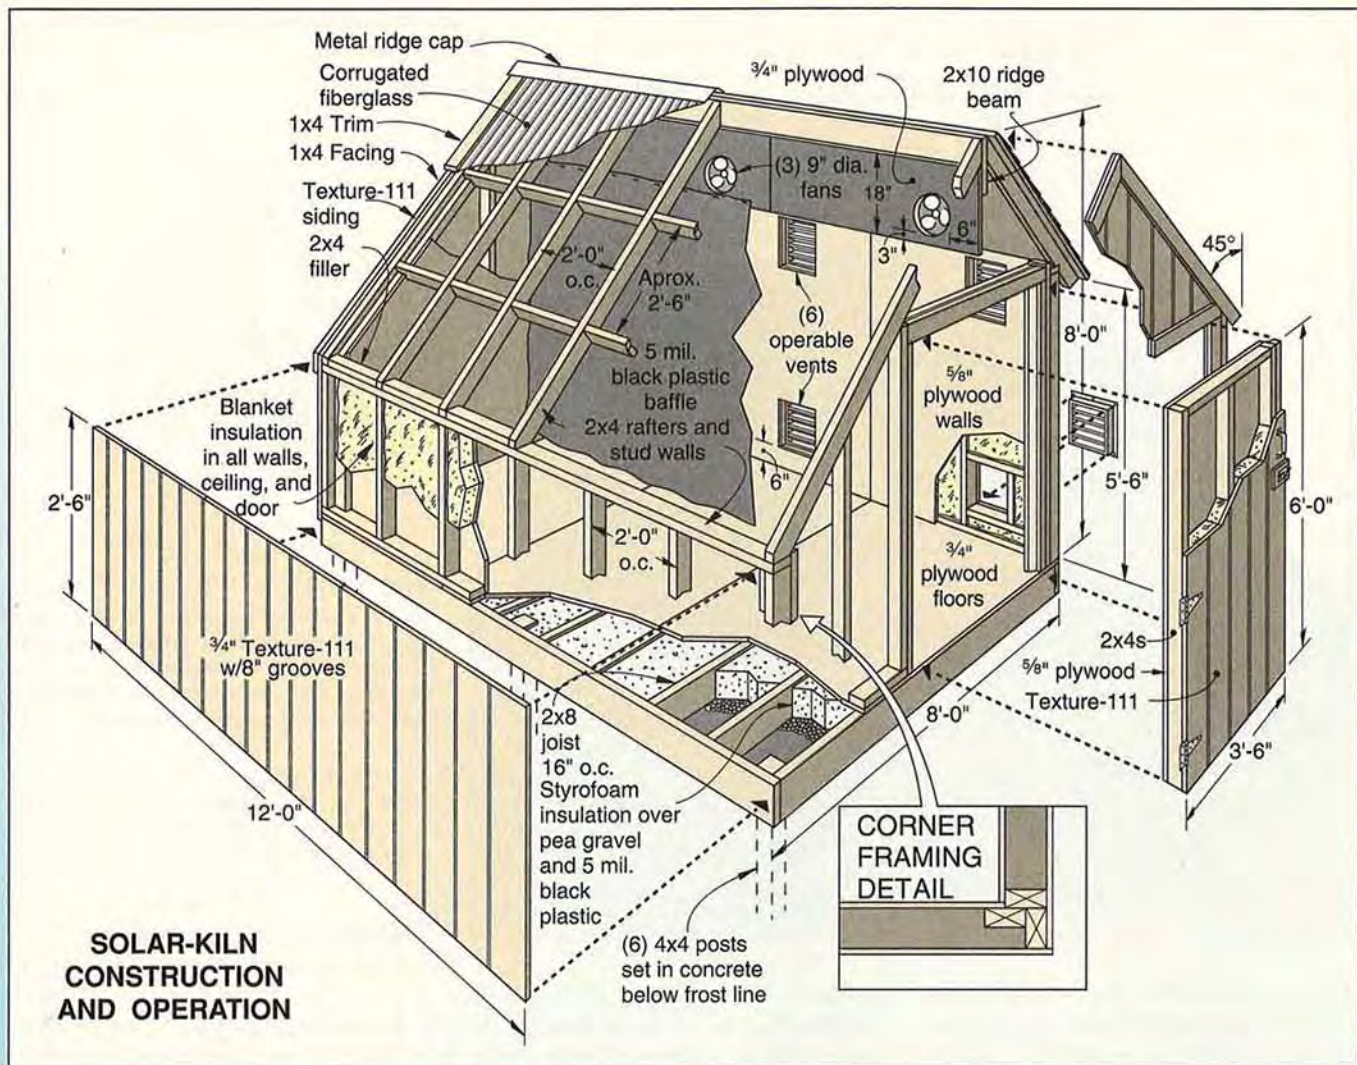 Metal ridge cap
Corrugated
fiberglass
1x4 Trim
1x4 Facing
Texture-111
siding
2x4
filler
3/4" plywood
2x10 ridge
beam
(3) 9" dia.
fans
18"
6"
3"
45°
2'-0"
o.c.
Aprox.
2'-6"
(6)
operable
vents
8'-0"
5 mil.
black plastic
baffle
2x4 rafters and
stud walls
5/8"
plywood
walls
Blanket
insulation
in all walls,
ceiling, and
door
6"
5'-6"
6'-0"
2'-6"
2'-0"
o.c.
3/4"
plywood
floors
2x4s
5/8" plywood
Texture-111
3/4" Texture-111
w/8" grooves
8'-0"
3'-6"
12'-0"
2x8
joist
16" o.c.
Styrofoam
insulation over
pea gravel
and 5 mil.
black
plastic
CORNER
FRAMING
DETAIL
(6) 4x4 posts
set in concrete
below frost line
SOLAR-KILN
CONSTRUCTION
AND OPERATION